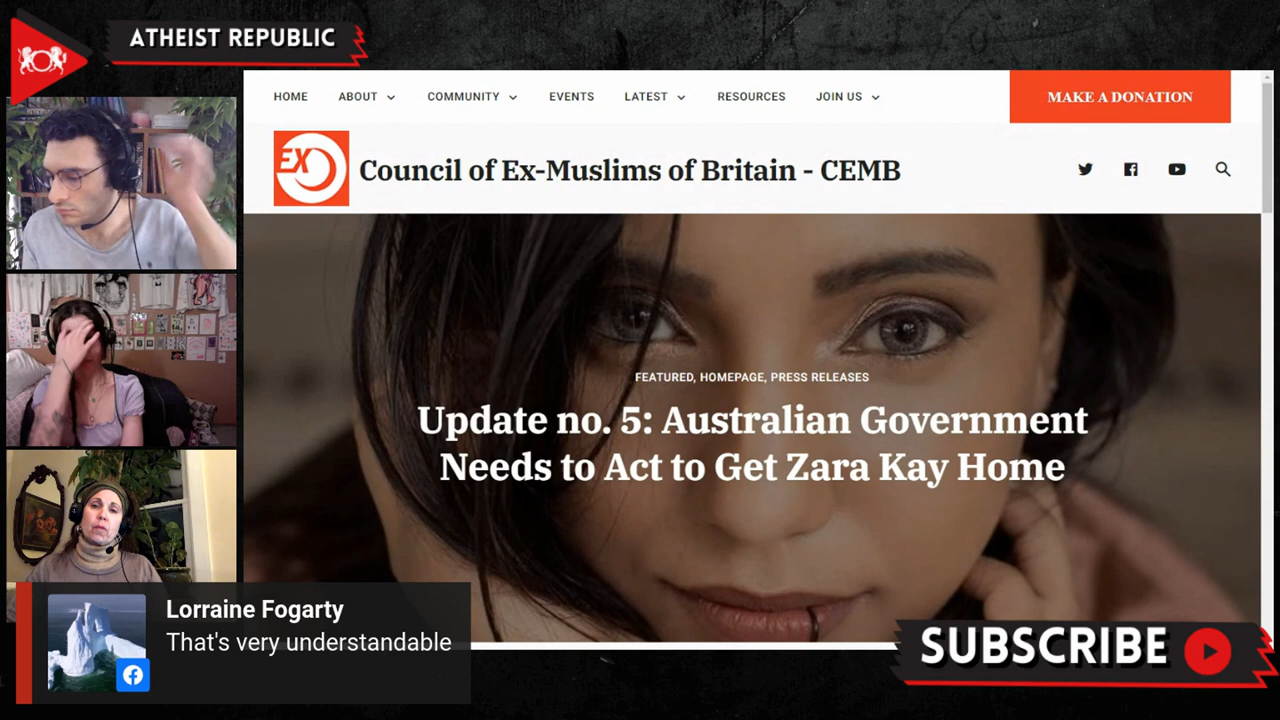 ATHEIST REPUBLIC
HOME ABOUT COMMUNITY EVENTS LATEST RESOURCES JOIN US MAKE A DONATION
EX
Council of Ex-Muslims of Britain - CEMB
FEATURED, HOMEPAGE, PRESS RELEASES
Update no. 5: Australian Government
Needs to Act to Get Zara Kay Home
Lorraine Fogarty
That's very understandable
SUBSCRIBE